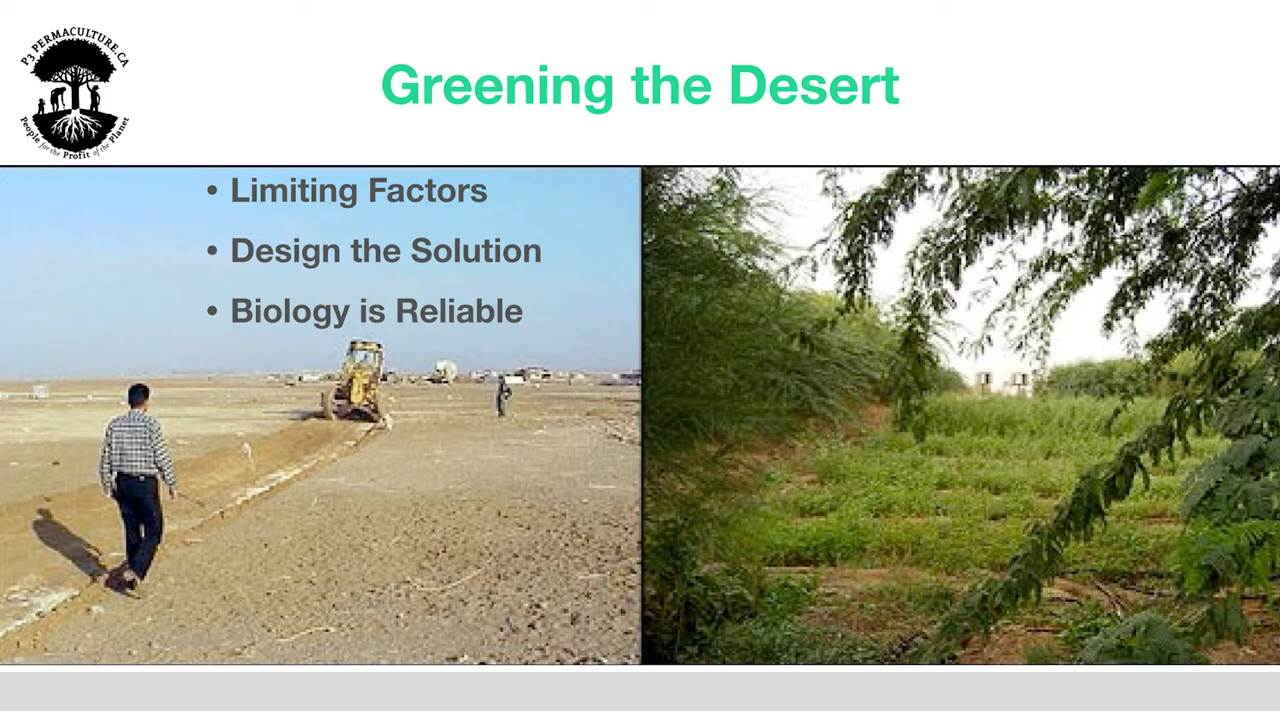 P3 PERMACULTURE.CA
People for the Profit of the Planet
Greening the Desert
• Limiting Factors
• Design the Solution
• Biology is Reliable